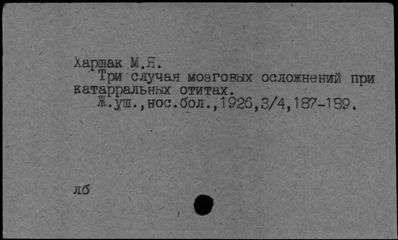 Харшак М.Я.
Три случая мозговых осложнений при
катарральных отитах.
Ж.уш.,нос.бол.,1926,3/4,187-189.
лб